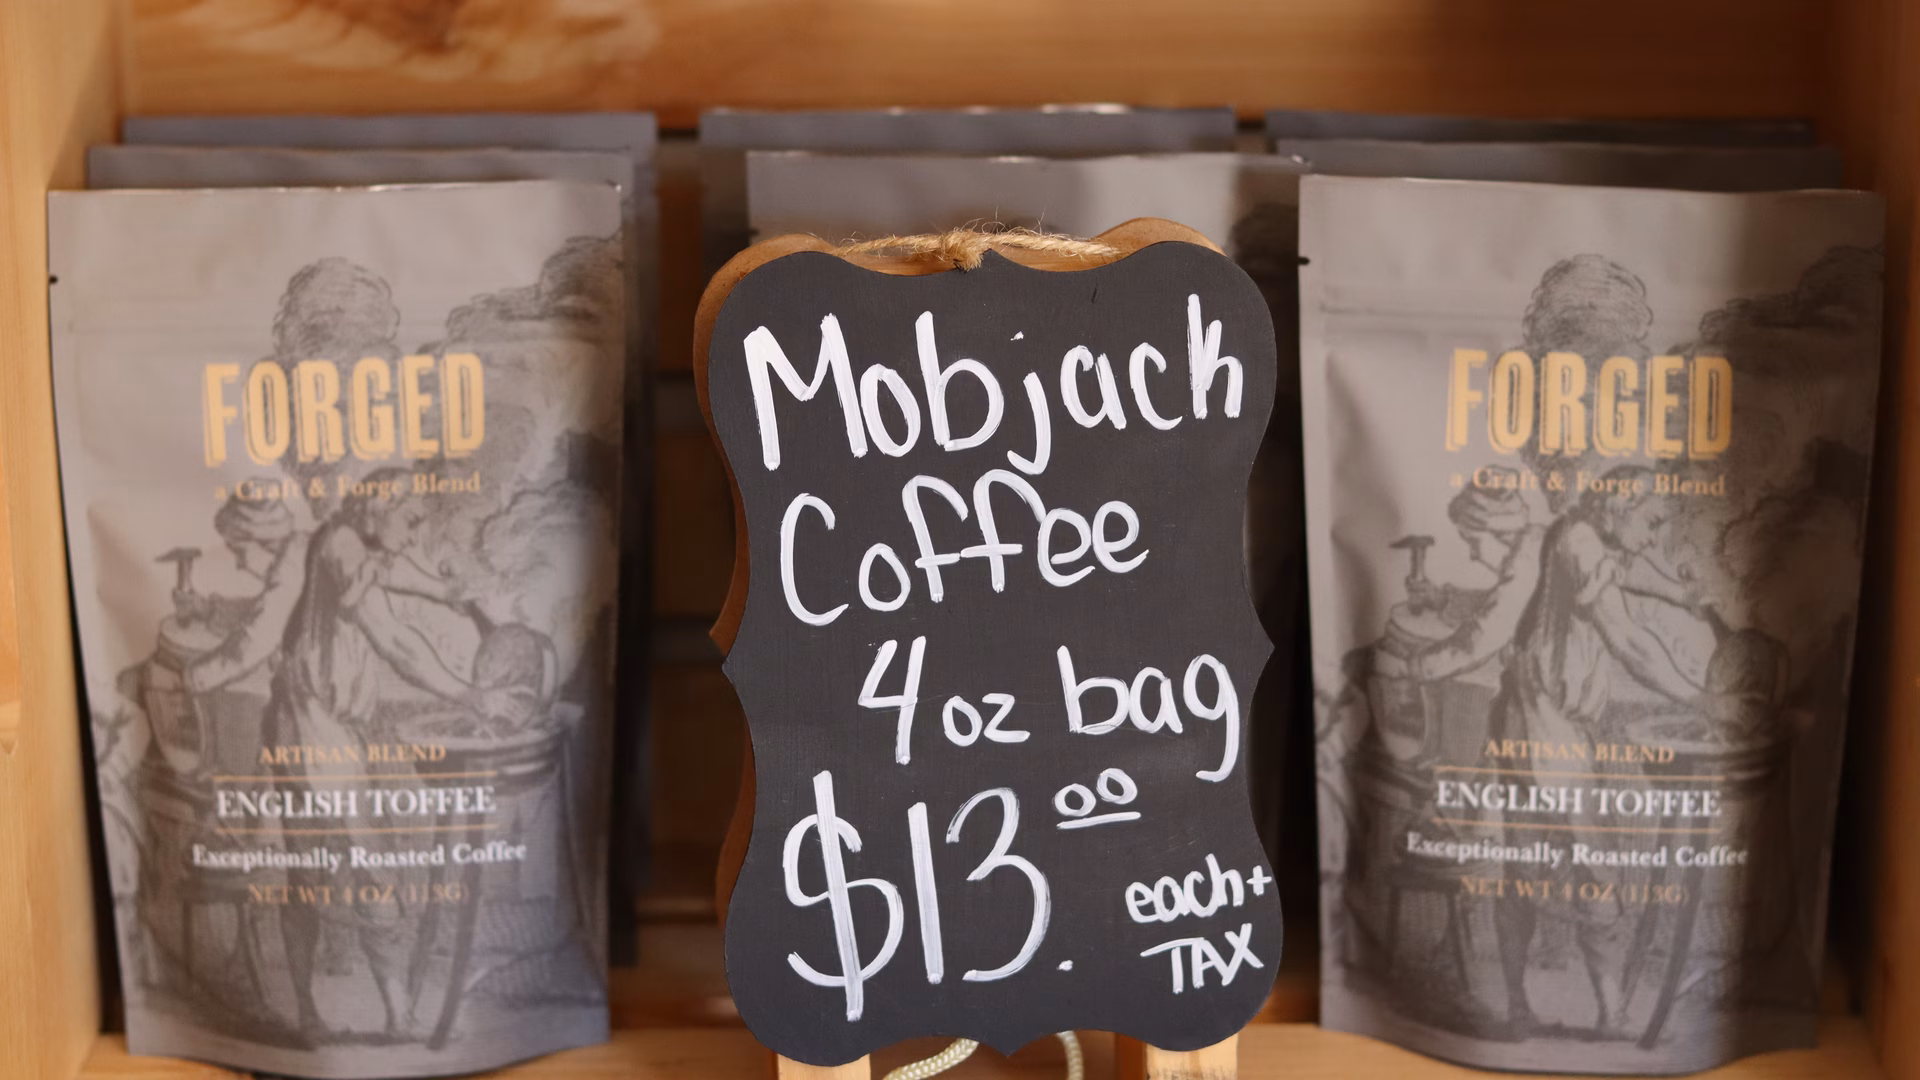 FORGED
a Craft & Forge Blend
ARTISAN BLEND
ENGLISH TOFFEE
Exceptionally Roasted Coffee
NET WT 4 OZ (113G)
Mobjack
Coffee
4 oz bag
$13.00
each +
TAX
FORGED
a Craft & Forge Blend
ARTISAN BLEND
ENGLISH TOFFEE
Exceptionally Roasted Coffee
NET WT 4 OZ (113G)